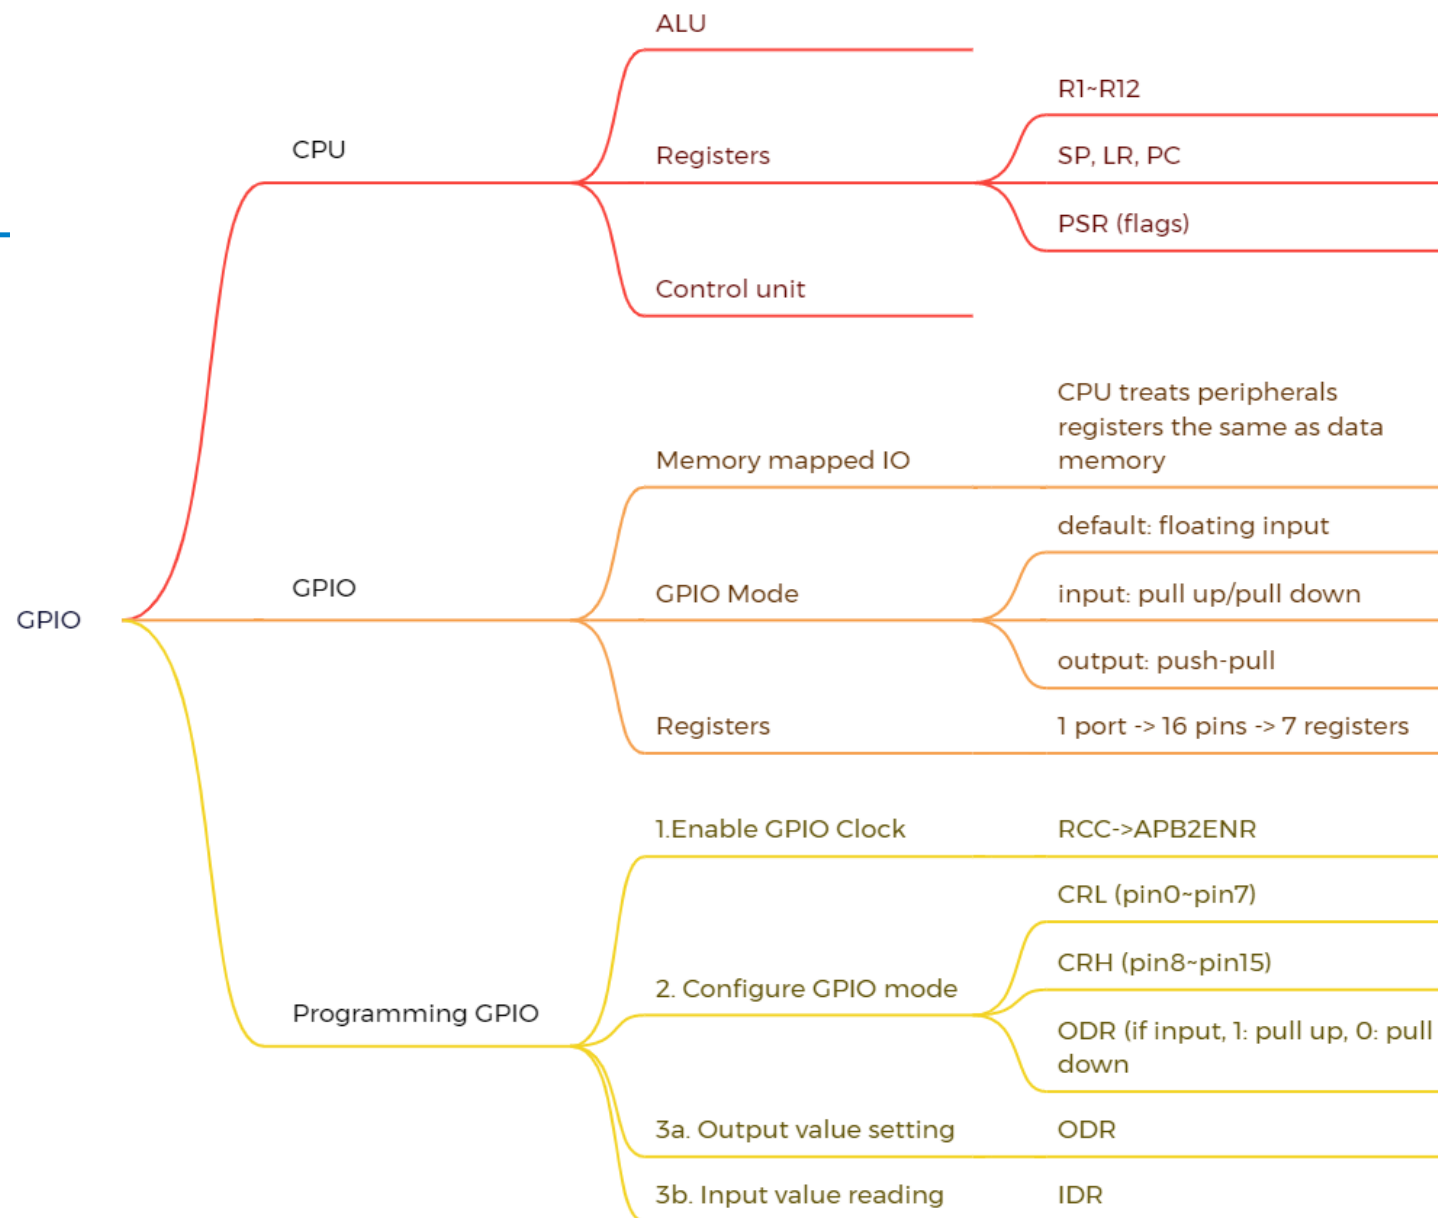 GPIO
CPU
ALU
Registers
R1~R12
SP, LR, PC
PSR (flags)
Control unit
GPIO
Memory mapped IO
CPU treats peripherals
registers the same as data
memory
GPIO Mode
default: floating input
input: pull up/pull down
output: push-pull
Registers
1 port -> 16 pins -> 7 registers
Programming GPIO
1.Enable GPIO Clock
RCC->APB2ENR
2. Configure GPIO mode
CRL (pin0~pin7)
CRH (pin8~pin15)
ODR (if input, 1: pull up, 0: pull
down
3a. Output value setting
ODR
3b. Input value reading
IDR